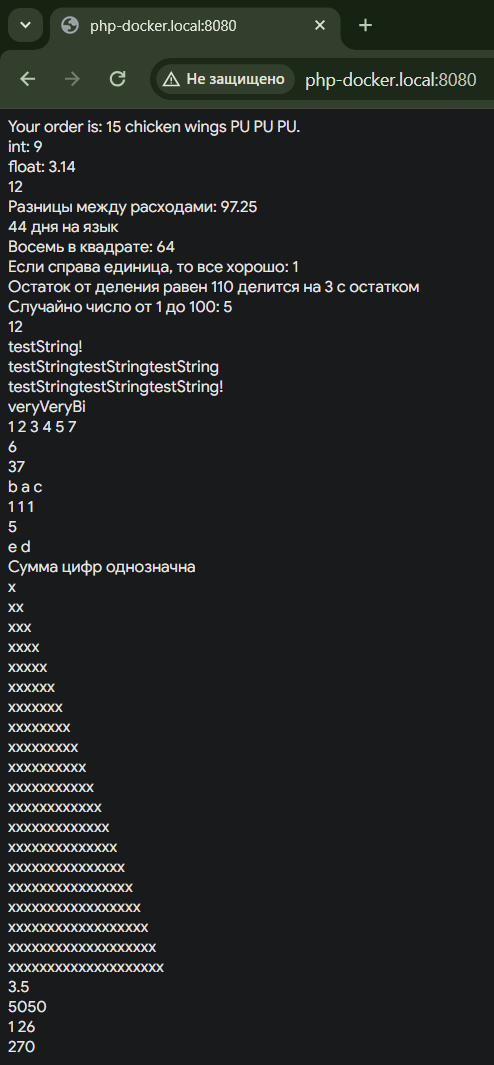 php-docker.local:8080
Не защищено
php-docker.local:8080
Your order is: 15 chicken wings PU PU PU.
int: 9
float: 3.14
12
Разницы между расходами: 97.25
44 дня на язык
Восемь в квадрате: 64
Если справа единица, то все хорошо: 1
Остаток от деления равен 110 делится на 3 с остатком
Случайно число от 1 до 100: 5
12
testString!
testStringtestStringtestString
testStringtestStringtestString!
veryVeryBi
1 2 3 4 5 7
6
37
b a c
1 1 1
5
e d
Сумма цифр однозначна
x
xx
xxx
xxxx
xxxxx
xxxxxx
xxxxxxx
xxxxxxxx
xxxxxxxxx
xxxxxxxxxx
xxxxxxxxxxx
xxxxxxxxxxxx
xxxxxxxxxxxxx
xxxxxxxxxxxxxx
xxxxxxxxxxxxxxx
xxxxxxxxxxxxxxxx
xxxxxxxxxxxxxxxxx
xxxxxxxxxxxxxxxxxx
xxxxxxxxxxxxxxxxxxx
xxxxxxxxxxxxxxxxxxxx
3.5
5050
1 26
270